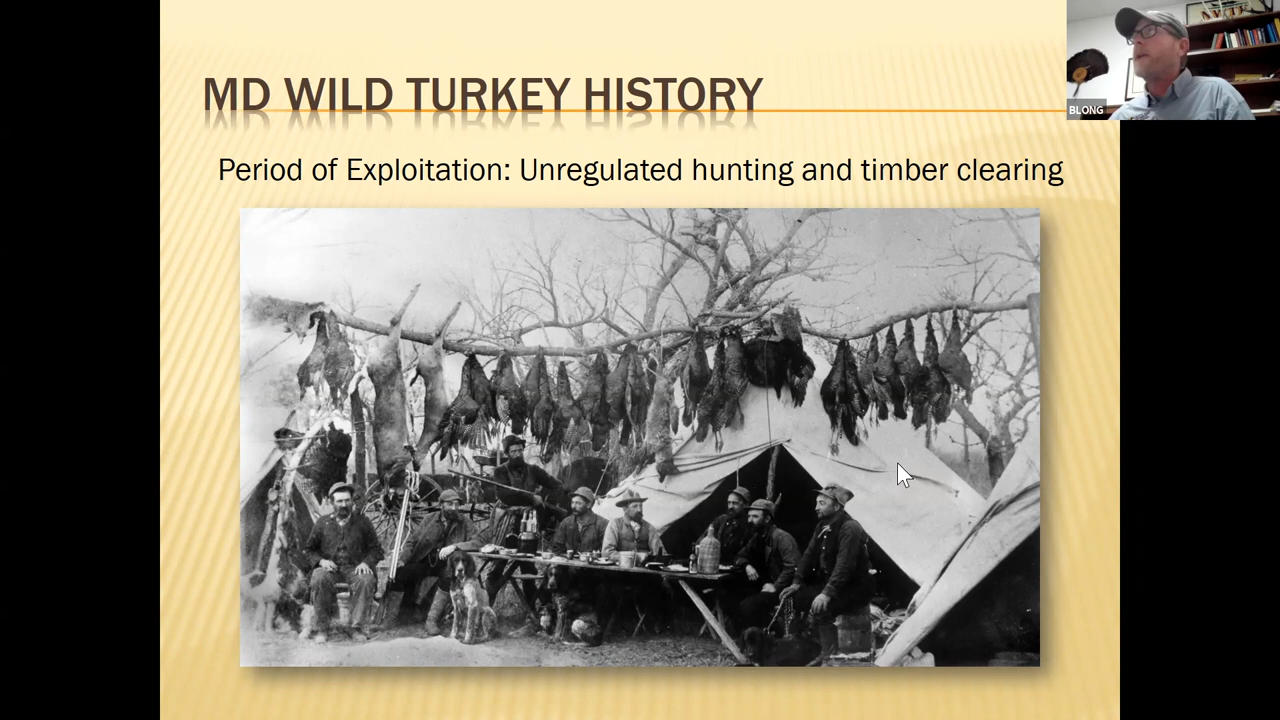 MD WILD TURKEY HISTORY
Period of Exploitation: Unregulated hunting and timber clearing
BLONG